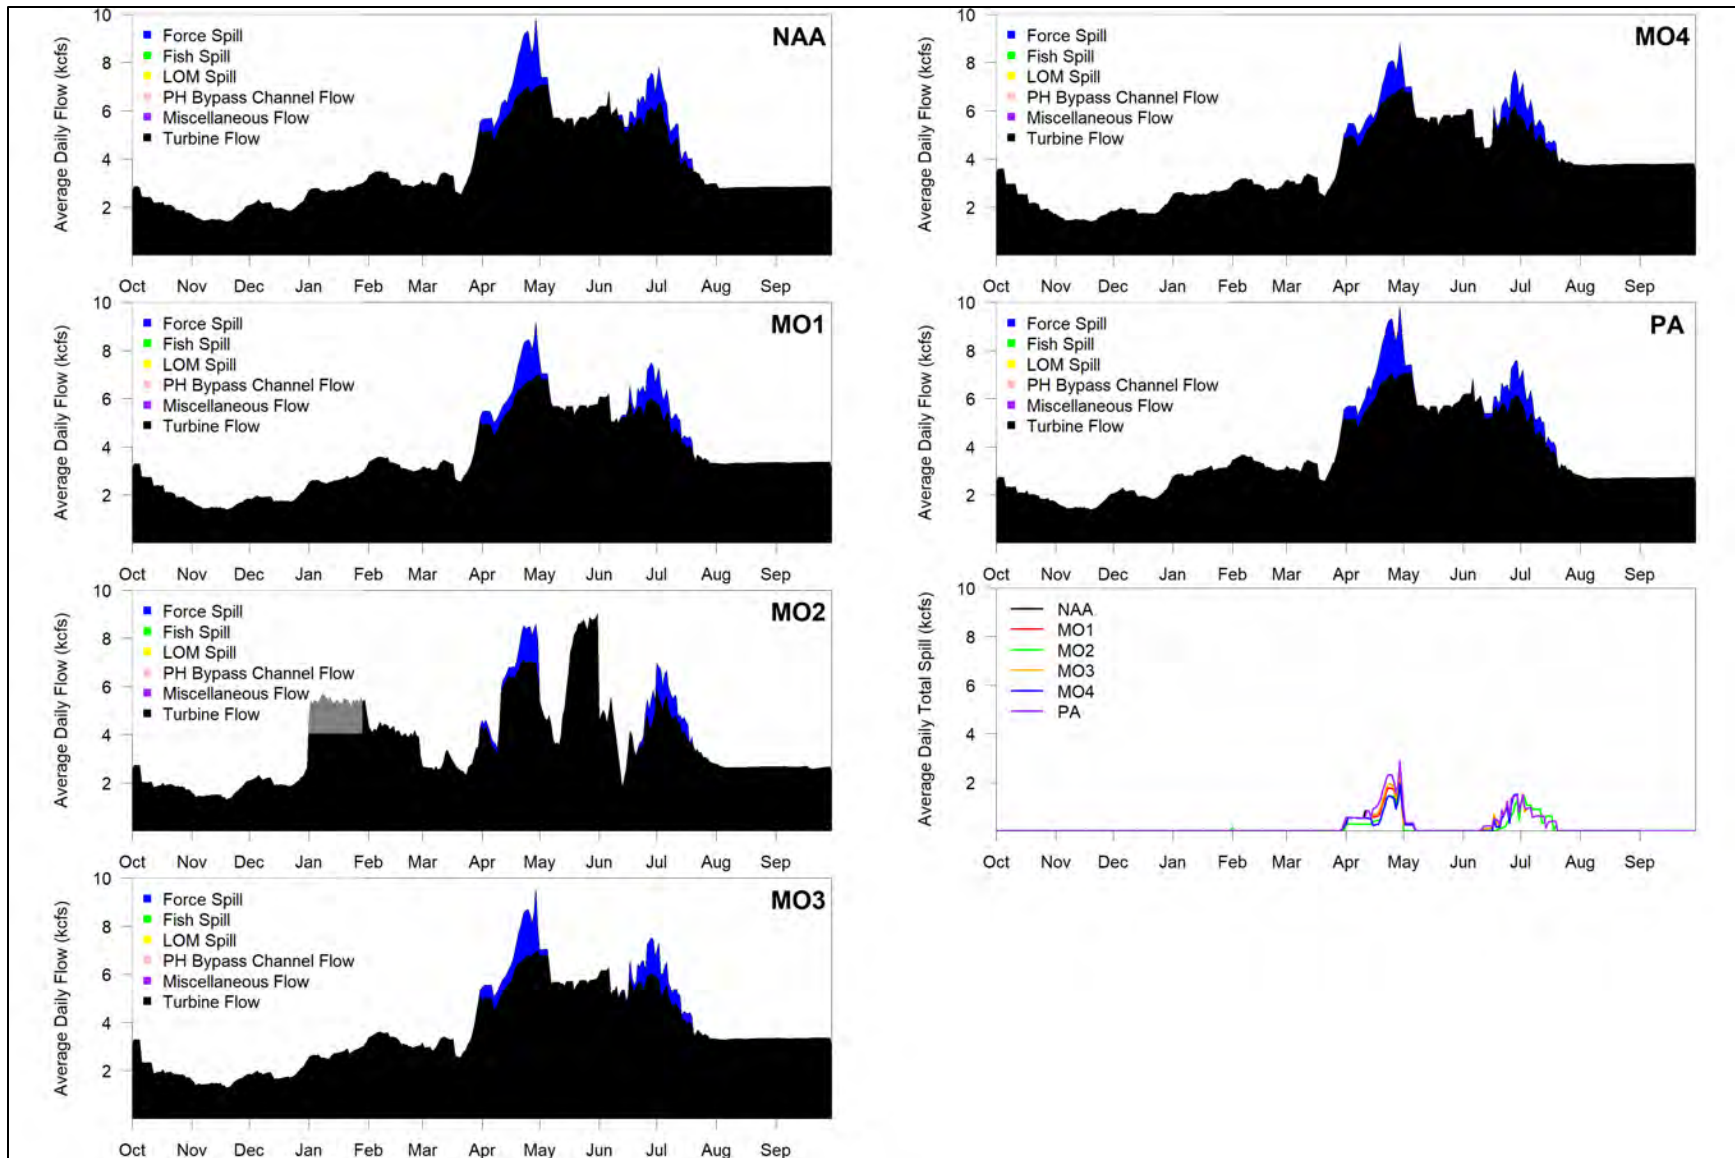 Average Daily Flow (kcfs)
10
8
6
4
2
Force Spill
Fish Spill
LOM Spill
PH Bypass Channel Flow
Miscellaneous Flow
Turbine Flow
NAA
Oct Nov Dec Jan Feb Mar Apr May Jun Jul Aug Sep
Average Daily Flow (kcfs)
10
8
6
4
2
Force Spill
Fish Spill
LOM Spill
PH Bypass Channel Flow
Miscellaneous Flow
Turbine Flow
MO1
Oct Nov Dec Jan Feb Mar Apr May Jun Jul Aug Sep
Average Daily Flow (kcfs)
10
8
6
4
2
Force Spill
Fish Spill
LOM Spill
PH Bypass Channel Flow
Miscellaneous Flow
Turbine Flow
MO2
Oct Nov Dec Jan Feb Mar Apr May Jun Jul Aug Sep
Average Daily Flow (kcfs)
10
8
6
4
2
Force Spill
Fish Spill
LOM Spill
PH Bypass Channel Flow
Miscellaneous Flow
Turbine Flow
MO3
Oct Nov Dec Jan Feb Mar Apr May Jun Jul Aug Sep
Average Daily Flow (kcfs)
10
8
6
4
2
Force Spill
Fish Spill
LOM Spill
PH Bypass Channel Flow
Miscellaneous Flow
Turbine Flow
MO4
Oct Nov Dec Jan Feb Mar Apr May Jun Jul Aug Sep
Average Daily Flow (kcfs)
10
8
6
4
2
Force Spill
Fish Spill
LOM Spill
PH Bypass Channel Flow
Miscellaneous Flow
Turbine Flow
PA
Oct Nov Dec Jan Feb Mar Apr May Jun Jul Aug Sep
Average Daily Total Spill (kcfs)
10
8
6
4
2
NAA
MO1
MO2
MO3
MO4
PA
Oct Nov Dec Jan Feb Mar Apr May Jun Jul Aug Sep